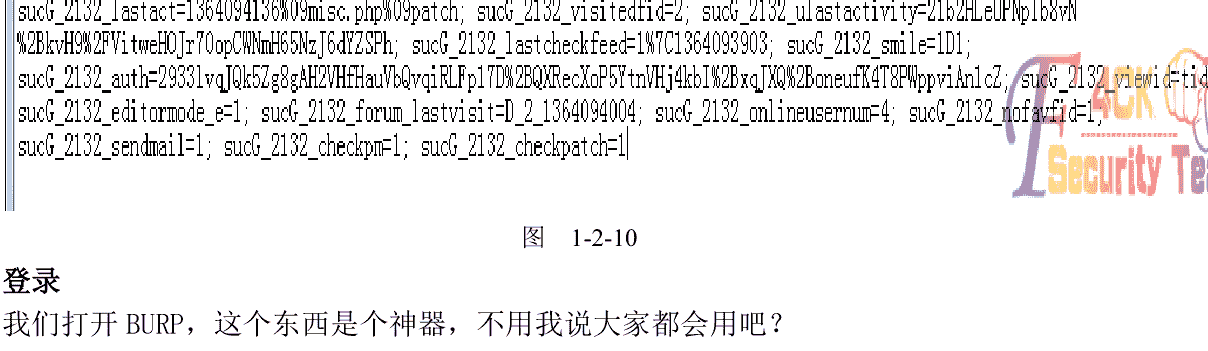 sucG_2132_lastact=1364094136%09misc.php%09patch; sucG_2132_visitedfid=2; sucG_2132_ulastactivity=21b2HLeUPNp1b8vN
%2BkvH9%2FVitweHOJr70opCWNmH65NzJ6dYZSPh; sucG_2132_lastcheckfeed=1%7C1364093903; sucG_2132_smile=1D1;
sucG_2132_auth=2933lvqJQk5Zg8gAH2VHfHauVbQvqiRLFp17D%2BQXRecXoP5YtnVHj4kbI%2BxqJXQ%2BoneufK4T8PWppviAnlcZ; sucG_2132_viewid=tid
sucG_2132_editormode_e=1; sucG_2132_forum_lastvisit=D_2_1364094004; sucG_2132_onlineusernum=4; sucG_2132_nofavfid=1;
sucG_2132_sendmail=1; sucG_2132_checkpm=1; sucG_2132_checkpatch=1
F4CK
Security Te
图 1-2-10
登录
我们打开 BURP，这个东西是个神器，不用我说大家都会用吧？